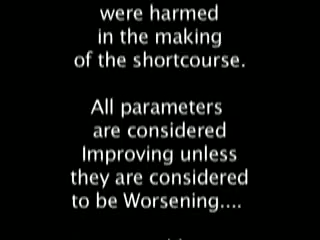 were harmed
in the making
of the shortcourse.
All parameters
are considered
Improving unless
they are considered
to be Worsening....